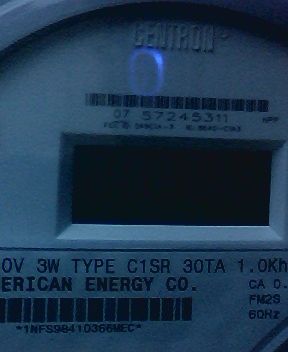 CENTRON
07 57245311
0V 3W TYPE C1SR 30TA 1.0Kh
ERICAN ENERGY CO. CA 0.
FM2S
60Hz
*1NFS98410366MEC*